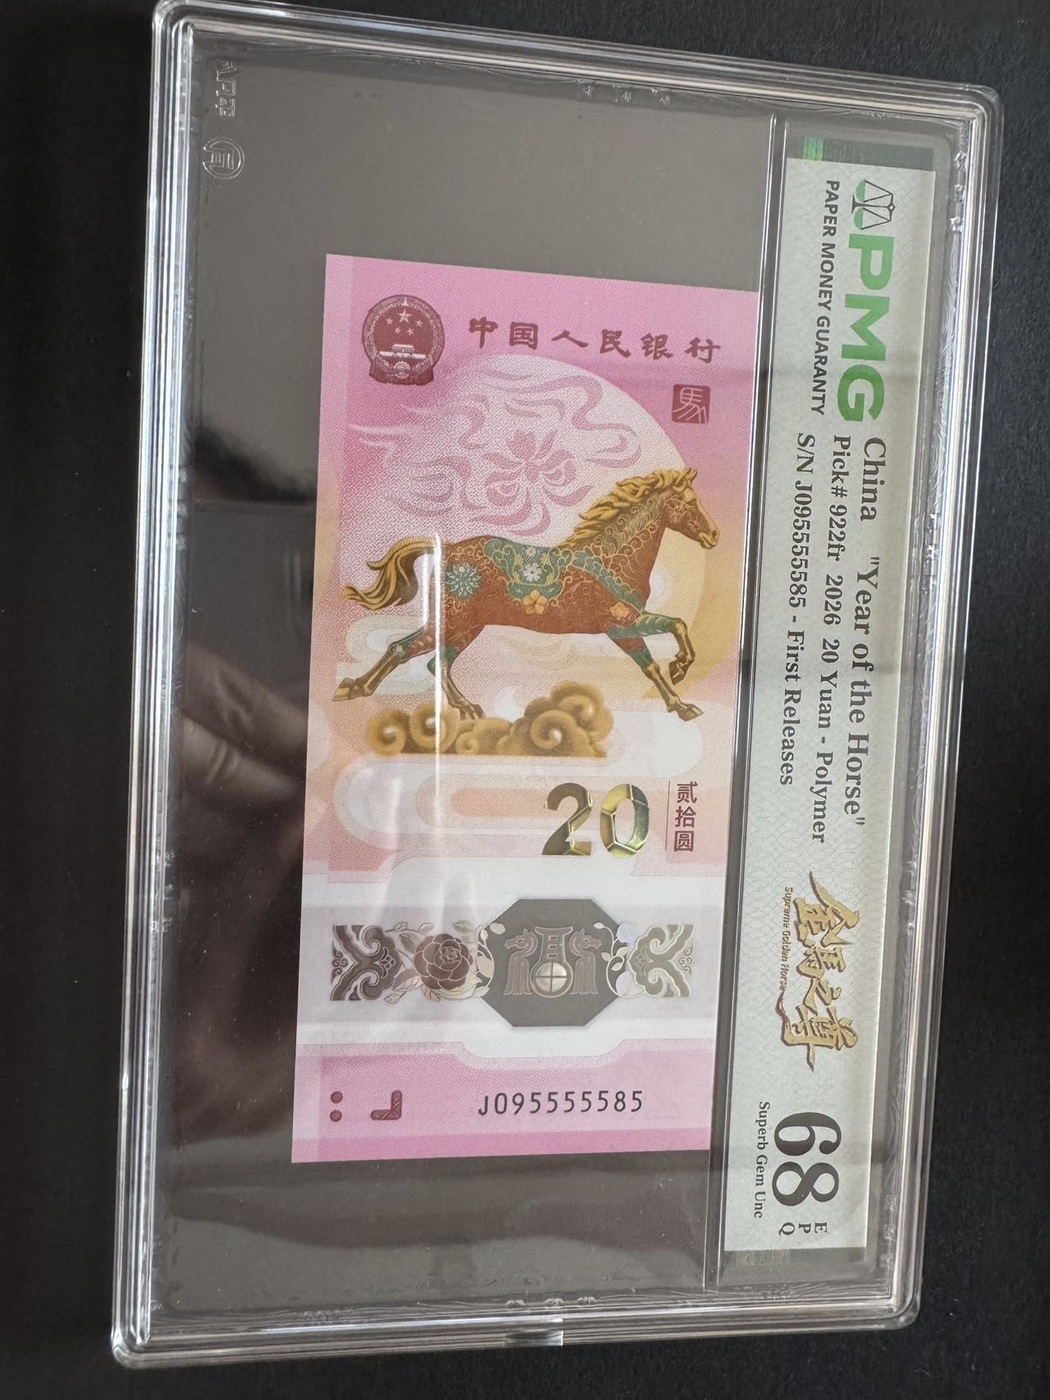 PMG
PAPER MONEY GUARANTY
China "Year of the Horse"
Pick# 922fr 2026 20 Yuan - Polymer
S/N J095555585 - First Releases
金馬之尊
Supreme Golden Horse
68
EPQ
Superb Gem Unc
中国人民银行
馬
贰拾圆
20
J095555585